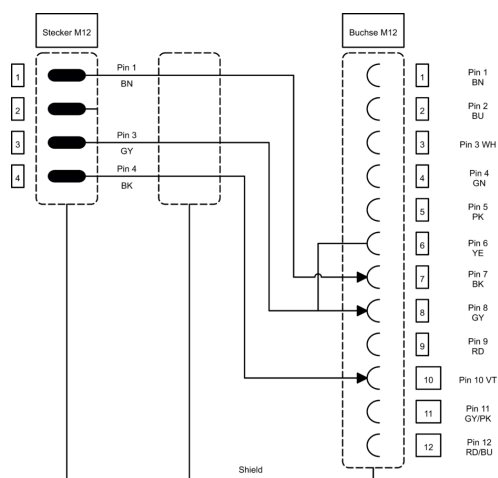 Stecker M12
Buchse M12
1
Pin 1
BN
2
3
Pin 3
GY
4
Pin 4
BK
1
Pin 1
BN
2
Pin 2
BU
3
Pin 3 WH
4
Pin 4
GN
5
Pin 5
PK
6
Pin 6
YE
7
Pin 7
BK
8
Pin 8
GY
9
Pin 9
RD
10
Pin 10 VT
11
Pin 11
GY/PK
12
Pin 12
RD/BU
Shield